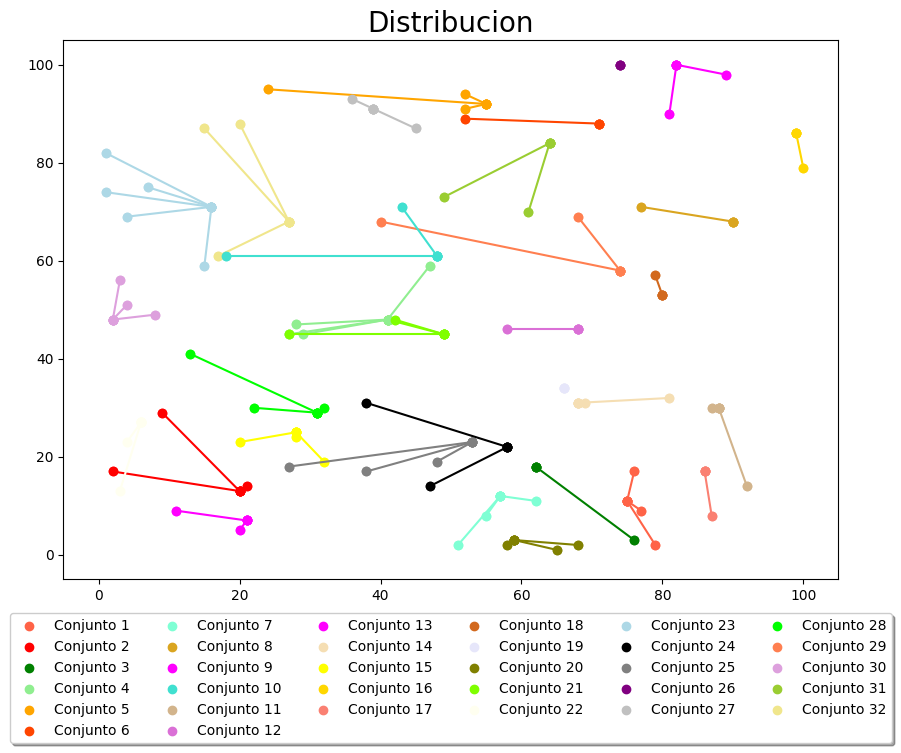 Distribucion
100
80
60
40
20
0
0 20 40 60 80 100
Conjunto 1 Conjunto 7 Conjunto 13 Conjunto 18 Conjunto 23 Conjunto 28
Conjunto 2 Conjunto 8 Conjunto 14 Conjunto 19 Conjunto 24 Conjunto 29
Conjunto 3 Conjunto 9 Conjunto 15 Conjunto 20 Conjunto 25 Conjunto 30
Conjunto 4 Conjunto 10 Conjunto 16 Conjunto 21 Conjunto 26 Conjunto 31
Conjunto 5 Conjunto 11 Conjunto 17 Conjunto 22 Conjunto 27 Conjunto 32
Conjunto 6 Conjunto 12